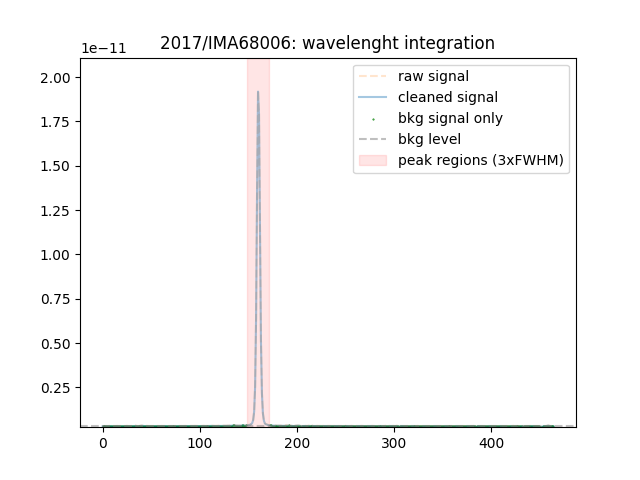 2017/IMA68006: wavelenght integration
1e−11
raw signal
cleaned signal
bkg signal only
bkg level
peak regions (3xFWHM)
2.00
1.75
1.50
1.25
1.00
0.75
0.50
0.25
0 100 200 300 400